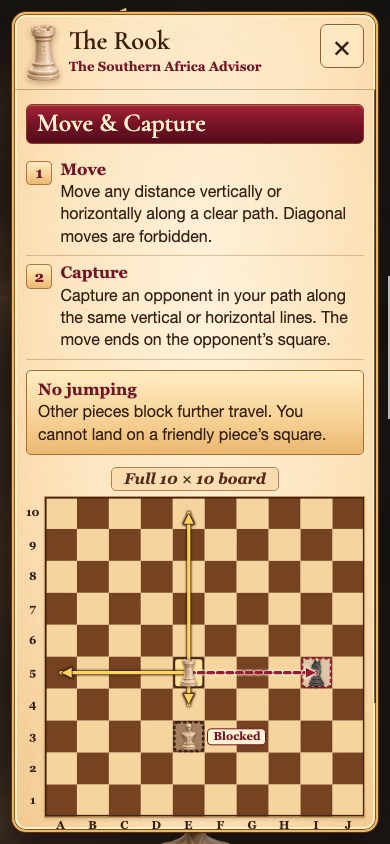 The Rook
The Southern Africa Advisor
×
Move & Capture
1
Move
Move any distance vertically or
horizontally along a clear path. Diagonal
moves are forbidden.
2
Capture
Capture an opponent in your path along
the same vertical or horizontal lines. The
move ends on the opponent’s square.
No jumping
Other pieces block further travel. You
cannot land on a friendly piece’s square.
Full 10 × 10 board
10
9
8
7
6
5
4
3
Blocked
2
1
A B C D E F G H I J